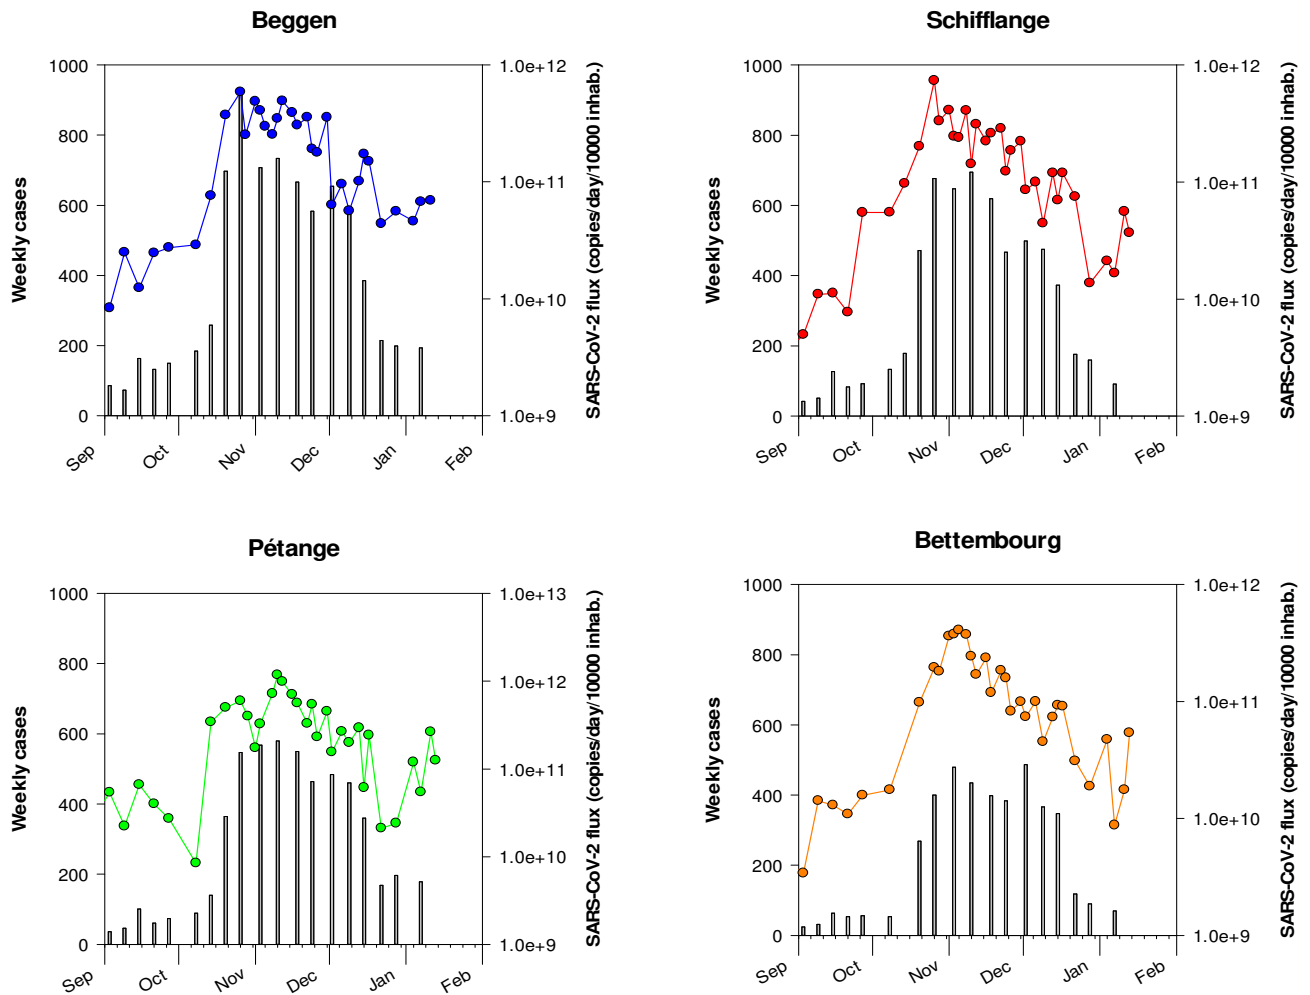 Beggen
1000
800
600
400
200
0
Weekly cases
1.0e+12
1.0e+11
1.0e+10
1.0e+9
SARS-CoV-2 flux (copies/day/10000 inhab.)
Sep
Oct
Nov
Dec
Jan
Feb
Schifflange
1000
800
600
400
200
0
Weekly cases
1.0e+12
1.0e+11
1.0e+10
1.0e+9
SARS-CoV-2 flux (copies/day/10000 inhab.)
Sep
Oct
Nov
Dec
Jan
Feb
Pétange
1000
800
600
400
200
0
Weekly cases
1.0e+13
1.0e+12
1.0e+11
1.0e+10
1.0e+9
SARS-CoV-2 flux (copies/day/10000 inhab.)
Sep
Oct
Nov
Dec
Jan
Feb
Bettembourg
1000
800
600
400
200
0
Weekly cases
1.0e+12
1.0e+11
1.0e+10
1.0e+9
SARS-CoV-2 flux (copies/day/10000 inhab.)
Sep
Oct
Nov
Dec
Jan
Feb